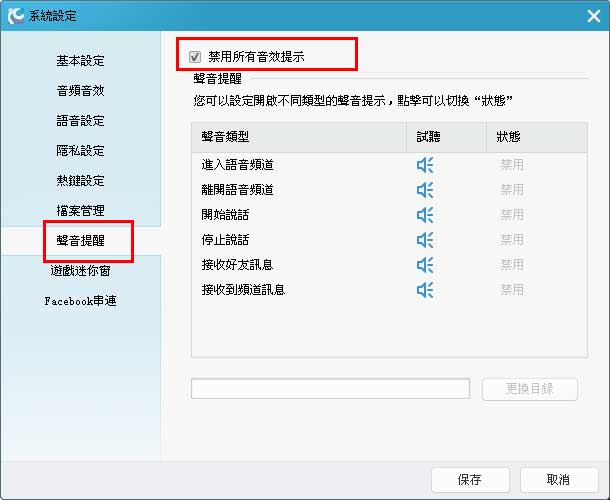 系統設定
基本設定
音頻音效
語音設定
隱私設定
熱鍵設定
檔案管理
聲音提醒
遊戲迷你窗
Facebook串連
禁用所有音效提示
聲音提醒
您可以設定開啟不同類型的聲音提示，點擊可以切換“狀態”
聲音類型 試聽 狀態
進入語音頻道 禁用
離開語音頻道 禁用
開始說話 禁用
停止說話 禁用
接收好友訊息 禁用
接收到頻道訊息 禁用
更換目錄
保存 取消